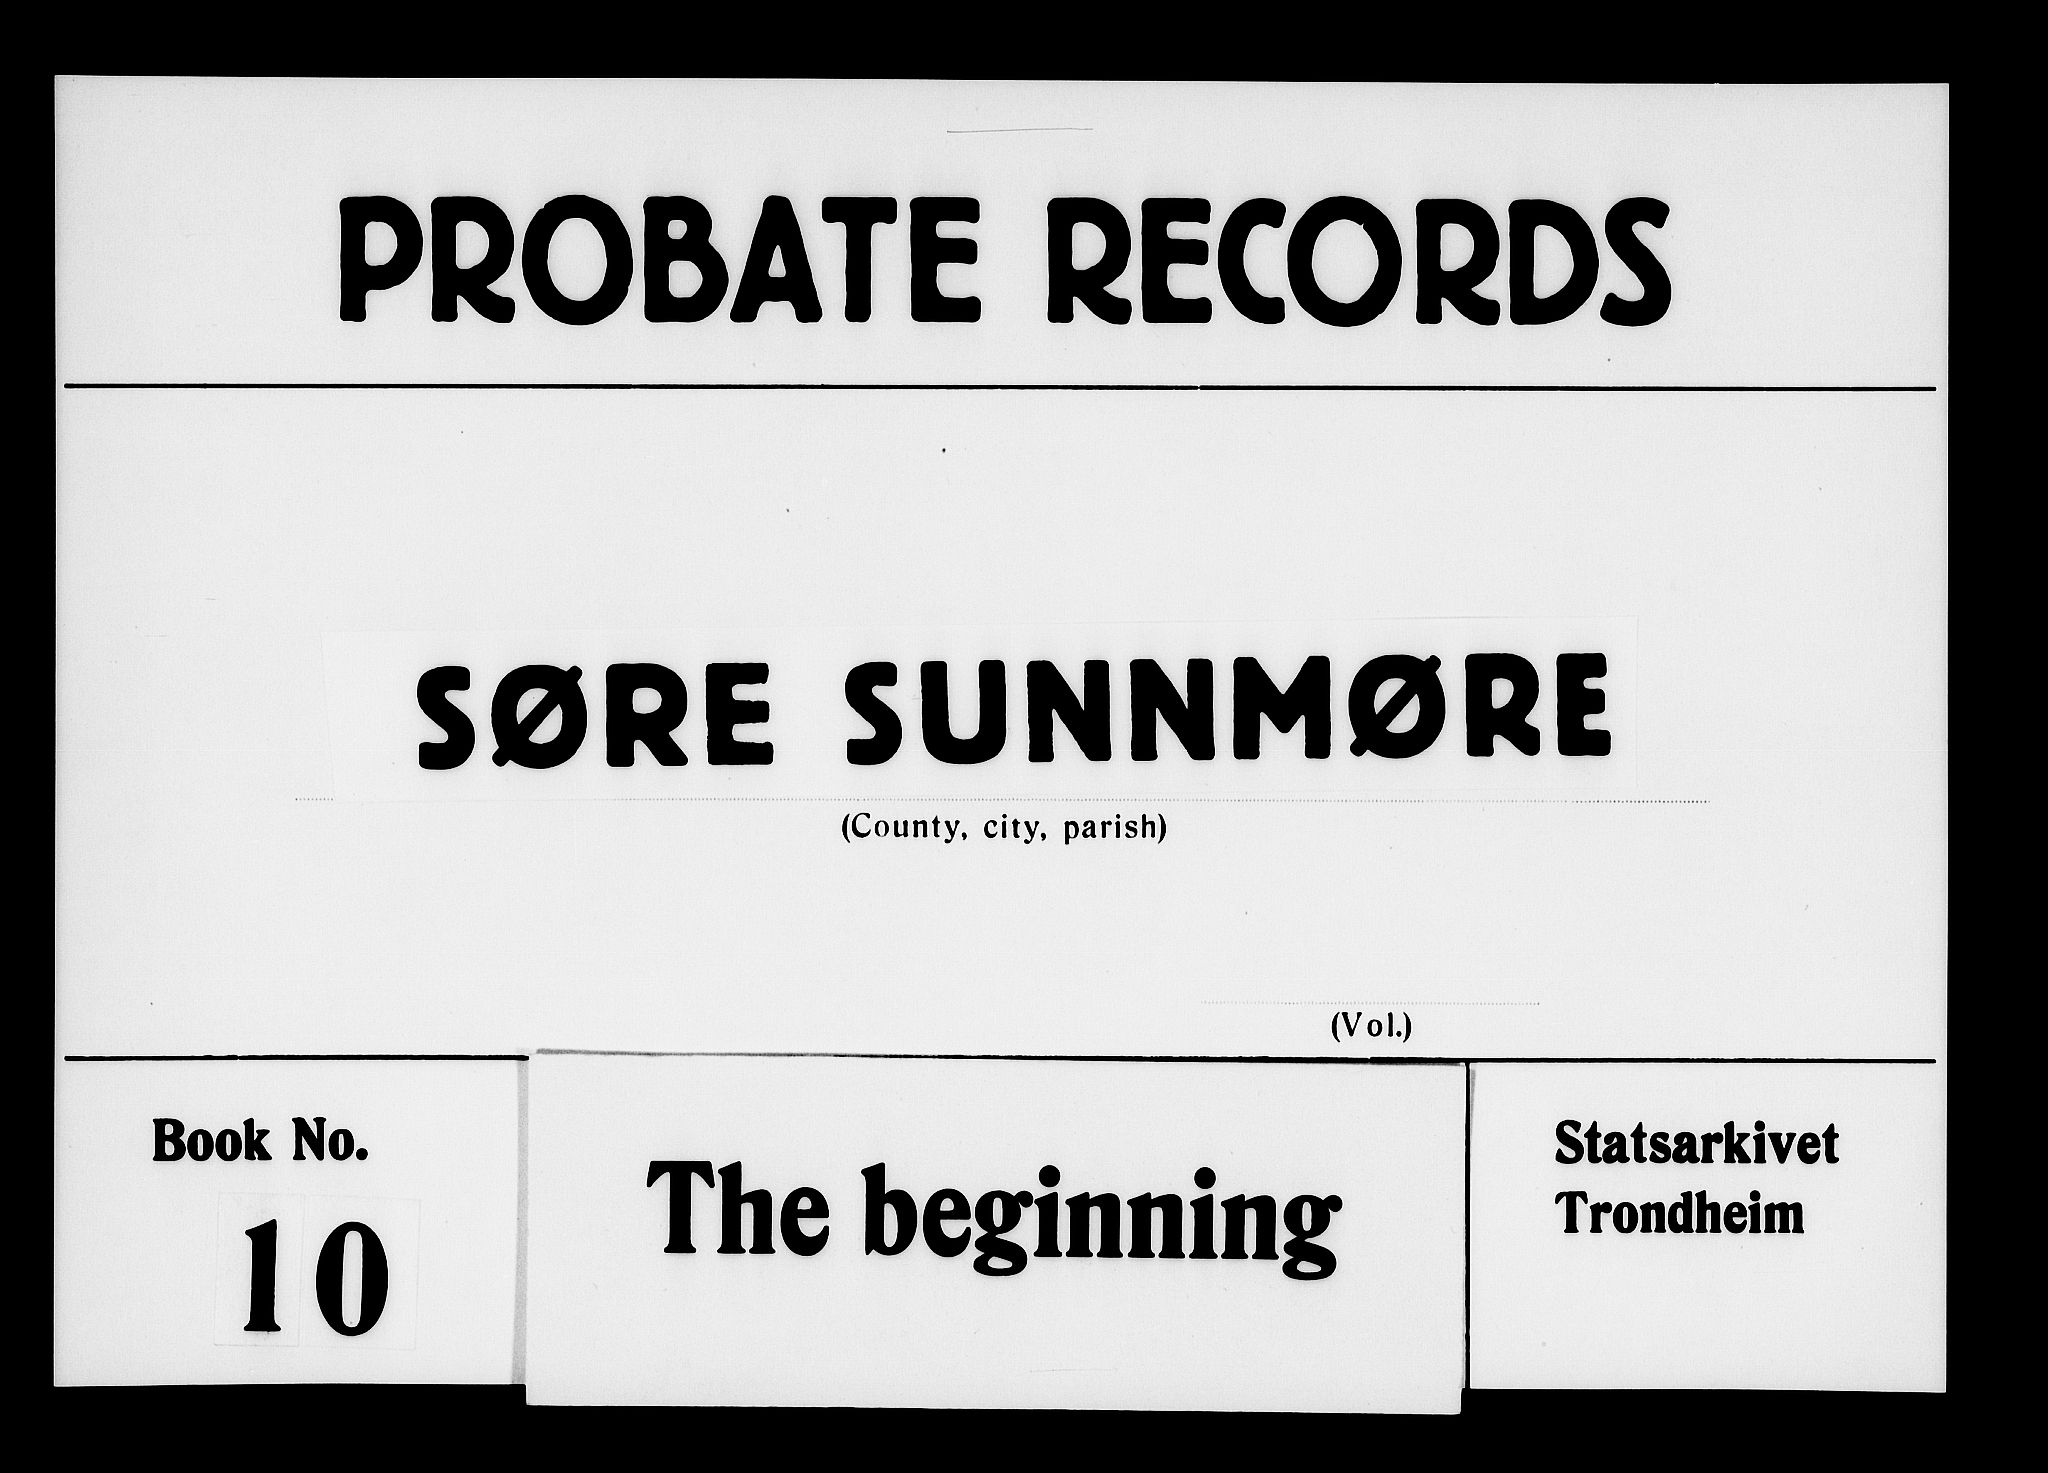 PROBATE RECORDS
SØRE SUNNMØRE
(County, city, parish)
(Vol.)
Book No.
10
The beginning
Statsarkivet
Trondheim